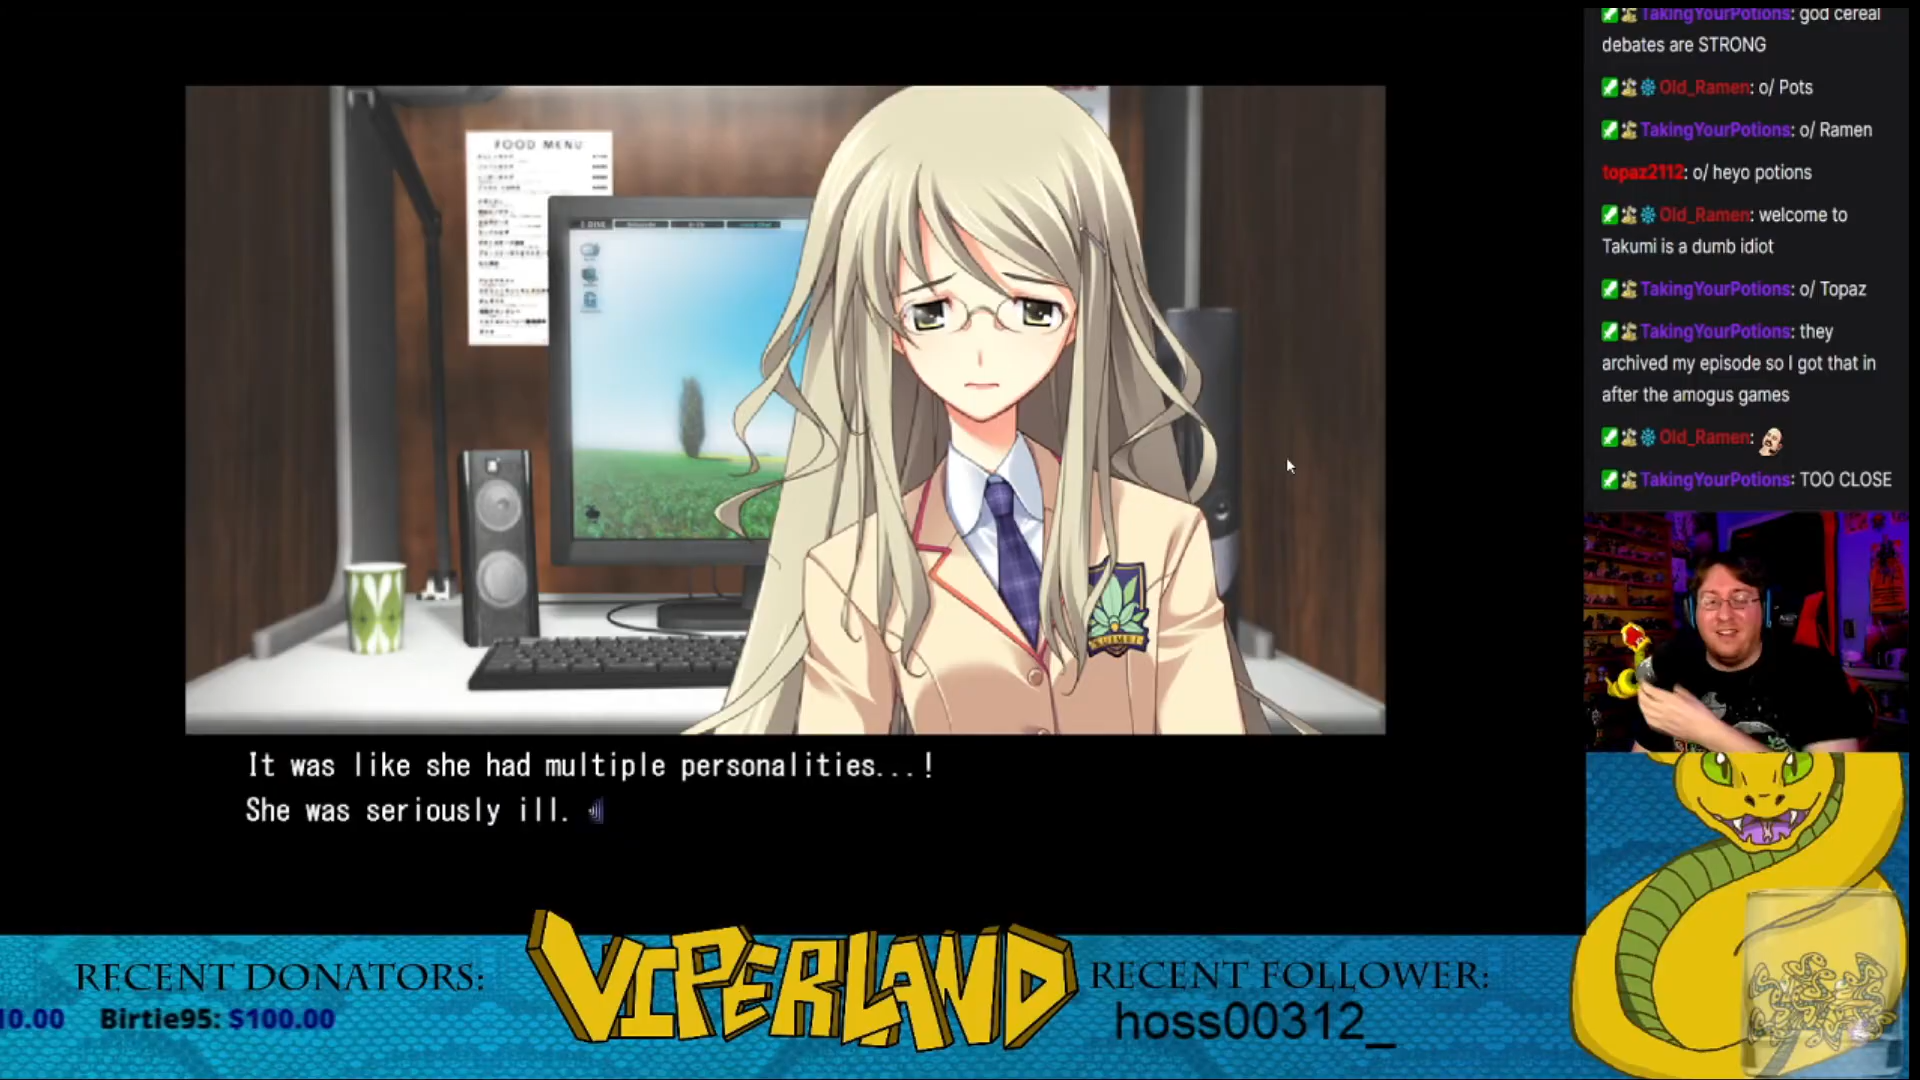 TakingYourPotions: god cereal
debates are STRONG
Old_Ramen: o/ Pots
TakingYourPotions: o/ Ramen
topaz2112: o/ heyo potions
Old_Ramen: welcome to
Takumi is a dumb idiot
TakingYourPotions: o/ Topaz
TakingYourPotions: they
archived my episode so I got that in
after the amogus games
Old_Ramen:
TakingYourPotions: TOO CLOSE
FOOD MENU
It was like she had multiple personalities...!
She was seriously ill.
RECENT DONATORS:
10.00 Birtie95: $100.00
VIPERLAND
RECENT FOLLOWER:
hoss00312_